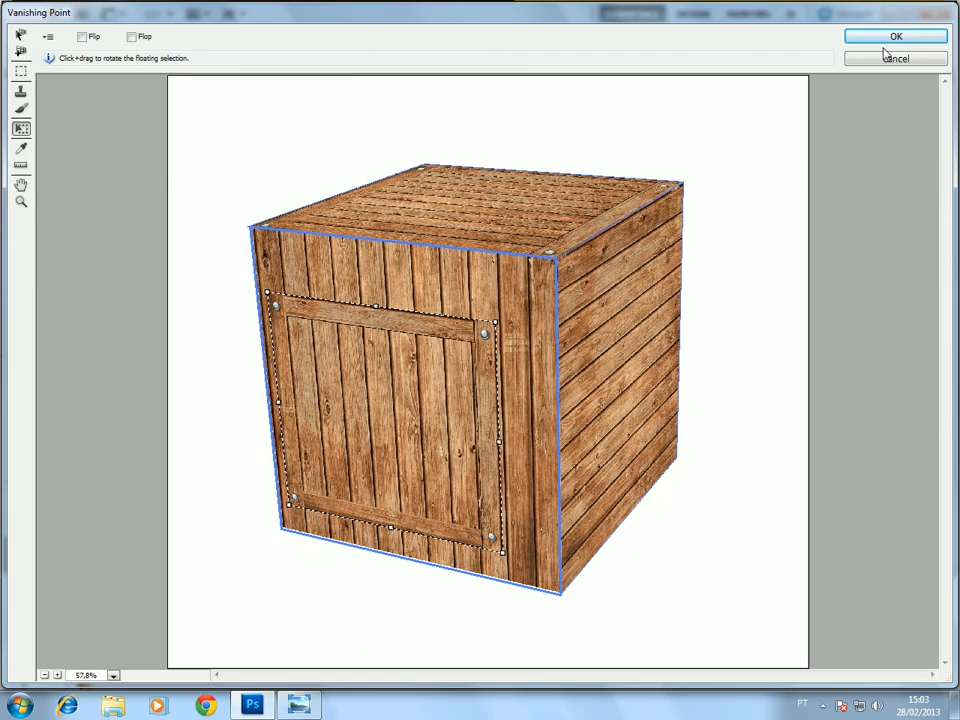 Vanishing Point
Flip
Flop
OK
Click+drag to rotate the floating selection.
Cancel
57,8%
Ps
PT
15:03
28/02/2013